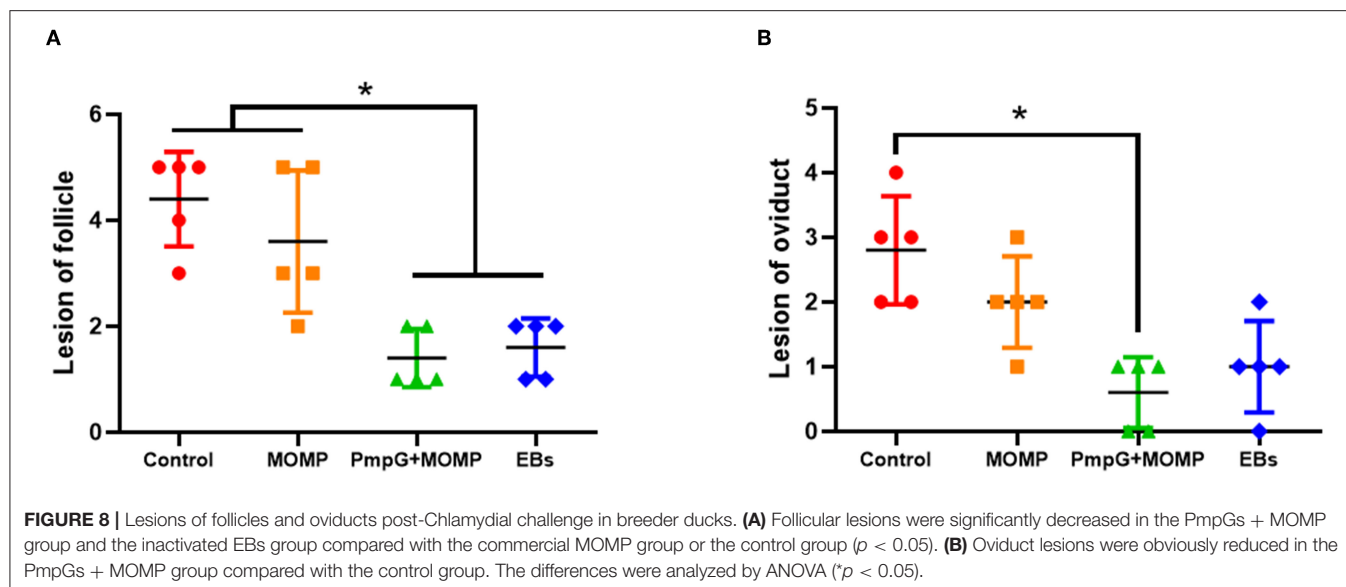 A
*
6
4
2
0
Lesion of follicle
Control
MOMP
PmpG+MOMP
EBs
B
*
5
4
3
2
1
0
Lesion of oviduct
Control
MOMP
PmpG+MOMP
EBs
FIGURE 8 | Lesions of follicles and oviducts post-Chlamydial challenge in breeder ducks. (A) Follicular lesions were significantly decreased in the PmpGs + MOMP
group and the inactivated EBs group compared with the commercial MOMP group or the control group (p < 0.05). (B) Oviduct lesions were obviously reduced in the
PmpGs + MOMP group compared with the control group. The differences were analyzed by ANOVA (*p < 0.05).